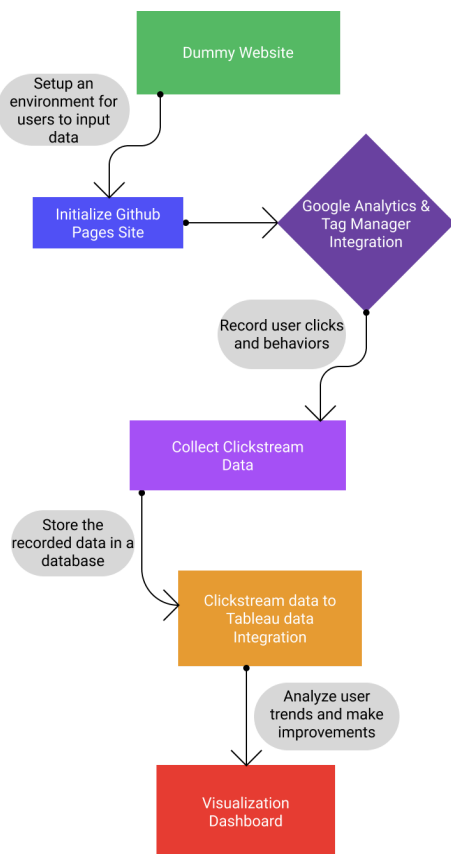 Dummy Website
Setup an
environment for
users to input
data
Initialize Github
Pages Site
Google Analytics &
Tag Manager
Integration
Record user clicks
and behaviors
Collect Clickstream
Data
Store the
recorded data in a
database
Clickstream data to
Tableau data
Integration
Analyze user
trends and make
improvements
Visualization
Dashboard